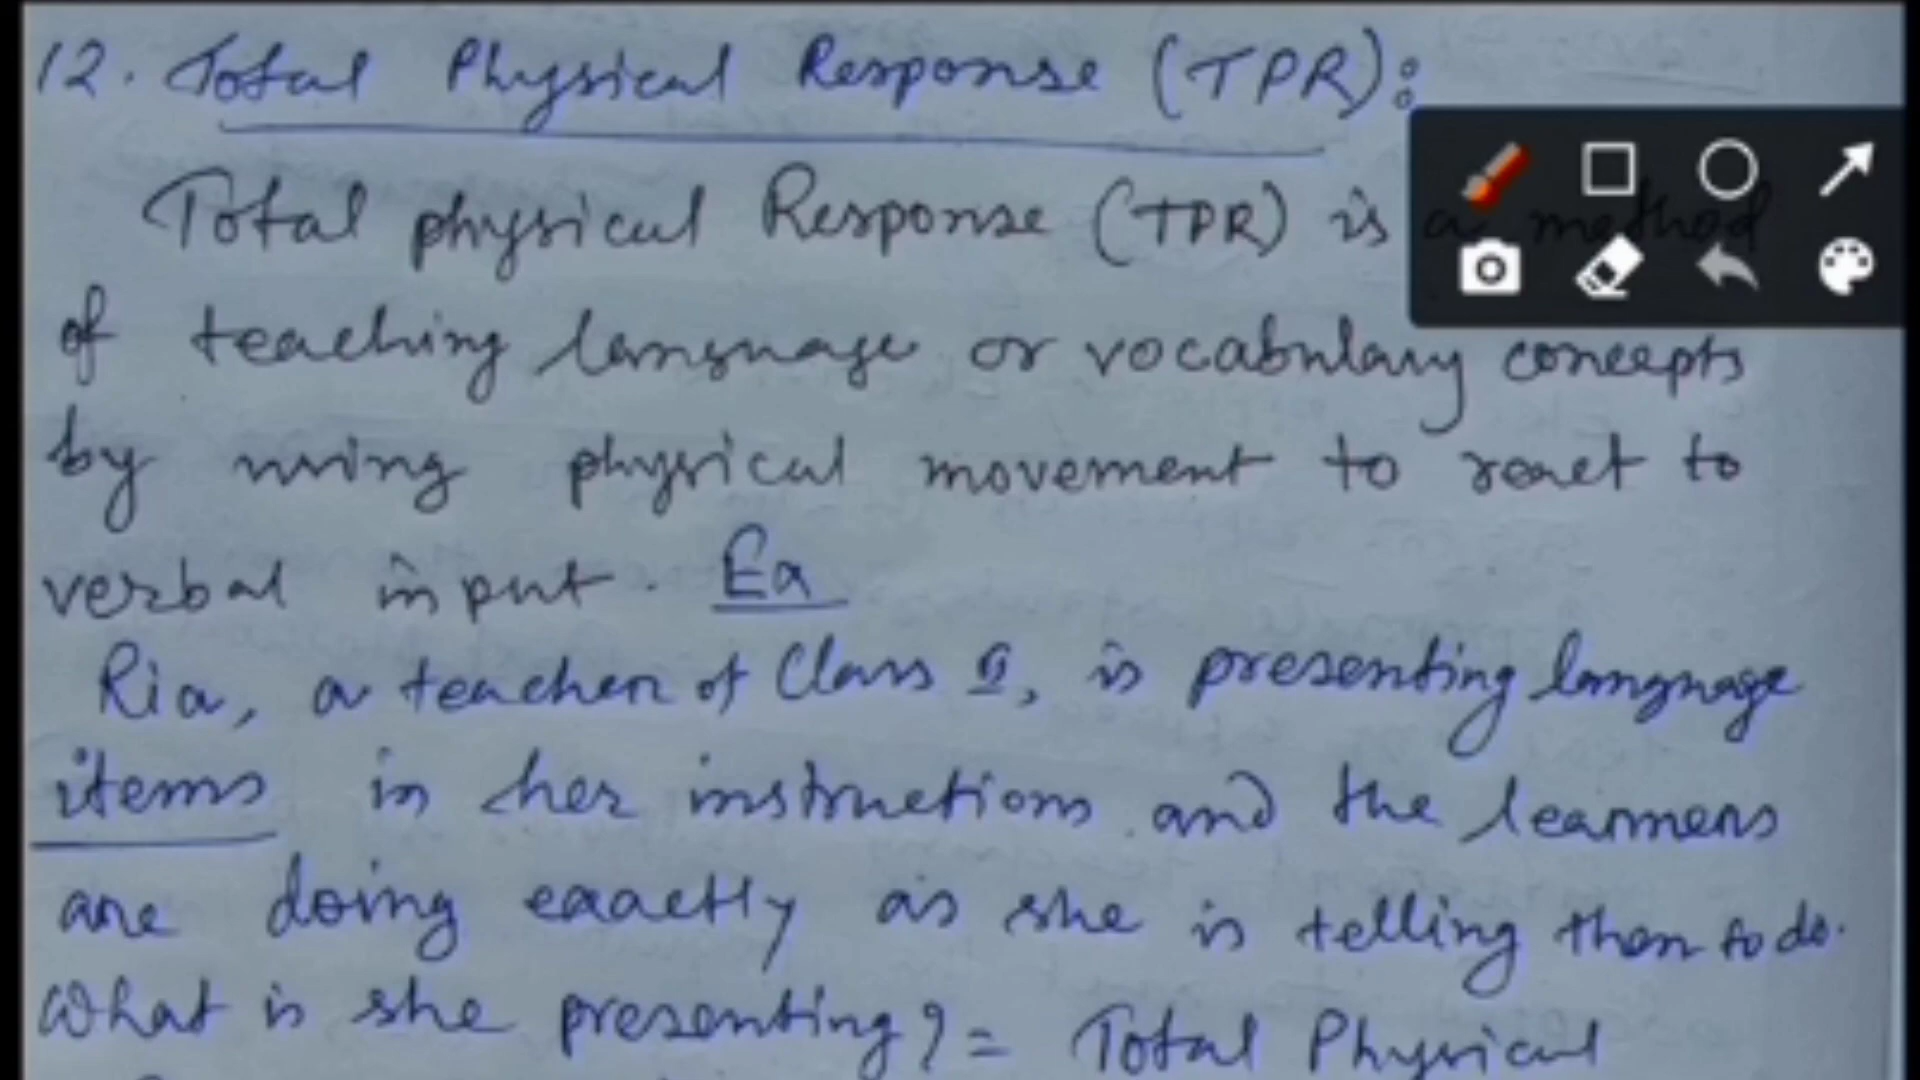 12. Total Physical Response (TPR):
Total physical Response (TPR) is a method
of teaching language or vocabulary concepts
by using physical movement to react to
verbal input. Ex
Ria, a teacher of Class II, is presenting language
items in her instructions and the learners
are doing exactly as she is telling them to do.
What is she presenting? = Total Physical